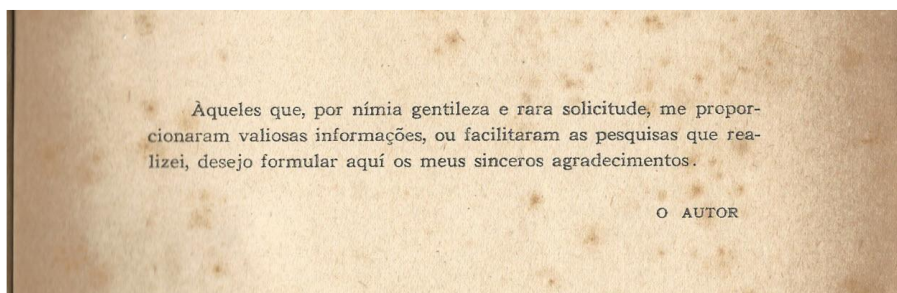 Àqueles que, por nímia gentileza e rara solicitude, me propor-
cionaram valiosas informações, ou facilitaram as pesquisas que rea-
lizei, desejo formular aquí os meus sinceros agradecimentos.
O AUTOR